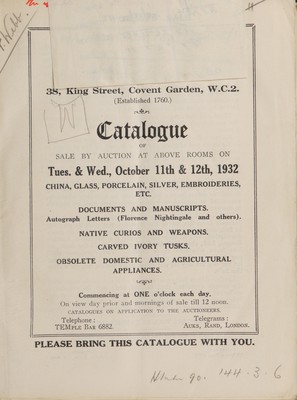 38, King Street, Covent Garden, W.C.2.
(Established 1760.)
W
Catalogue
OF
SALE BY AUCTION AT ABOVE ROOMS ON
Tues. & Wed., October 11th & 12th, 1932
CHINA, GLASS, PORCELAIN, SILVER, EMBROIDERIES,
ETC.
DOCUMENTS AND MANUSCRIPTS.
Autograph Letters (Florence Nightingale and others).
NATIVE CURIOS AND WEAPONS.
CARVED IVORY TUSKS.
OBSOLETE DOMESTIC AND AGRICULTURAL
APPLIANCES.
Commencing at ONE o'clock each day.
On view day prior and mornings of sale till 12 noon.
CATALOGUES ON APPLICATION TO THE AUCTIONEERS.
Telephone: Telegrams:
TEMple Bar 6882. Auks, Rand, London.
PLEASE BRING THIS CATALOGUE WITH YOU.
90. 144-3-6